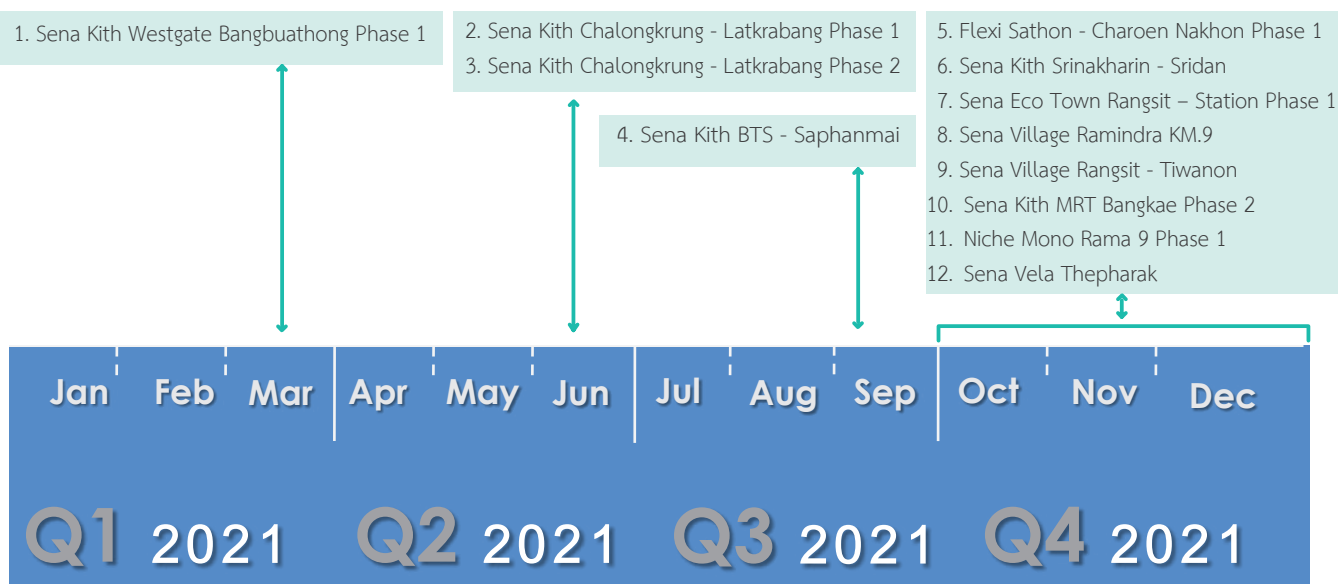 1. Sena Kith Westgate Bangbuathong Phase 1
2. Sena Kith Chalongkrung - Latkrabang Phase 1
3. Sena Kith Chalongkrung - Latkrabang Phase 2
4. Sena Kith BTS - Saphanmai
5. Flexi Sathon - Charoen Nakhon Phase 1
6. Sena Kith Srinakharin - Sridan
7. Sena Eco Town Rangsit – Station Phase 1
8. Sena Village Ramindra KM.9
9. Sena Village Rangsit - Tiwanon
10. Sena Kith MRT Bangkae Phase 2
11. Niche Mono Rama 9 Phase 1
12. Sena Vela Thepharak
Jan Feb Mar Apr May Jun Jul Aug Sep Oct Nov Dec
Q1 2021 Q2 2021 Q3 2021 Q4 2021